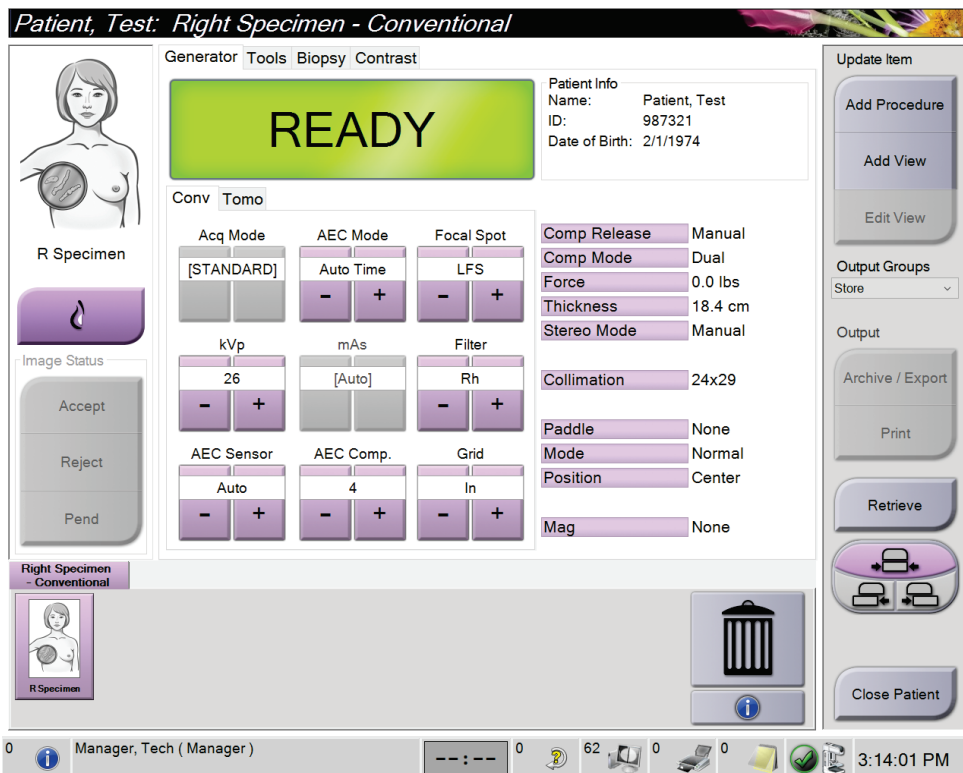 Patient, Test: Right Specimen - Conventional
R Specimen
Image Status
Accept
Reject
Pend
Generator Tools Biopsy Contrast
READY
Patient Info
Name: Patient, Test
ID: 987321
Date of Birth: 2/1/1974
Conv Tomo
Acq Mode AEC Mode Focal Spot
[STANDARD] Auto Time LFS
- + - +
kVp mAs Filter
26 [Auto] Rh
- + - +
AEC Sensor AEC Comp. Grid
Auto 4 In
- + - + - +
Comp Release Manual
Comp Mode Dual
Force 0.0 lbs
Thickness 18.4 cm
Stereo Mode Manual
Collimation 24x29
Paddle None
Mode Normal
Position Center
Mag None
Update Item
Add Procedure
Add View
Edit View
Output Groups
Store
Output
Archive / Export
Print
Retrieve
Close Patient
Right Specimen
- Conventional
R Specimen
0 Manager, Tech ( Manager ) --:-- 0 62 0 0 3:14:01 PM